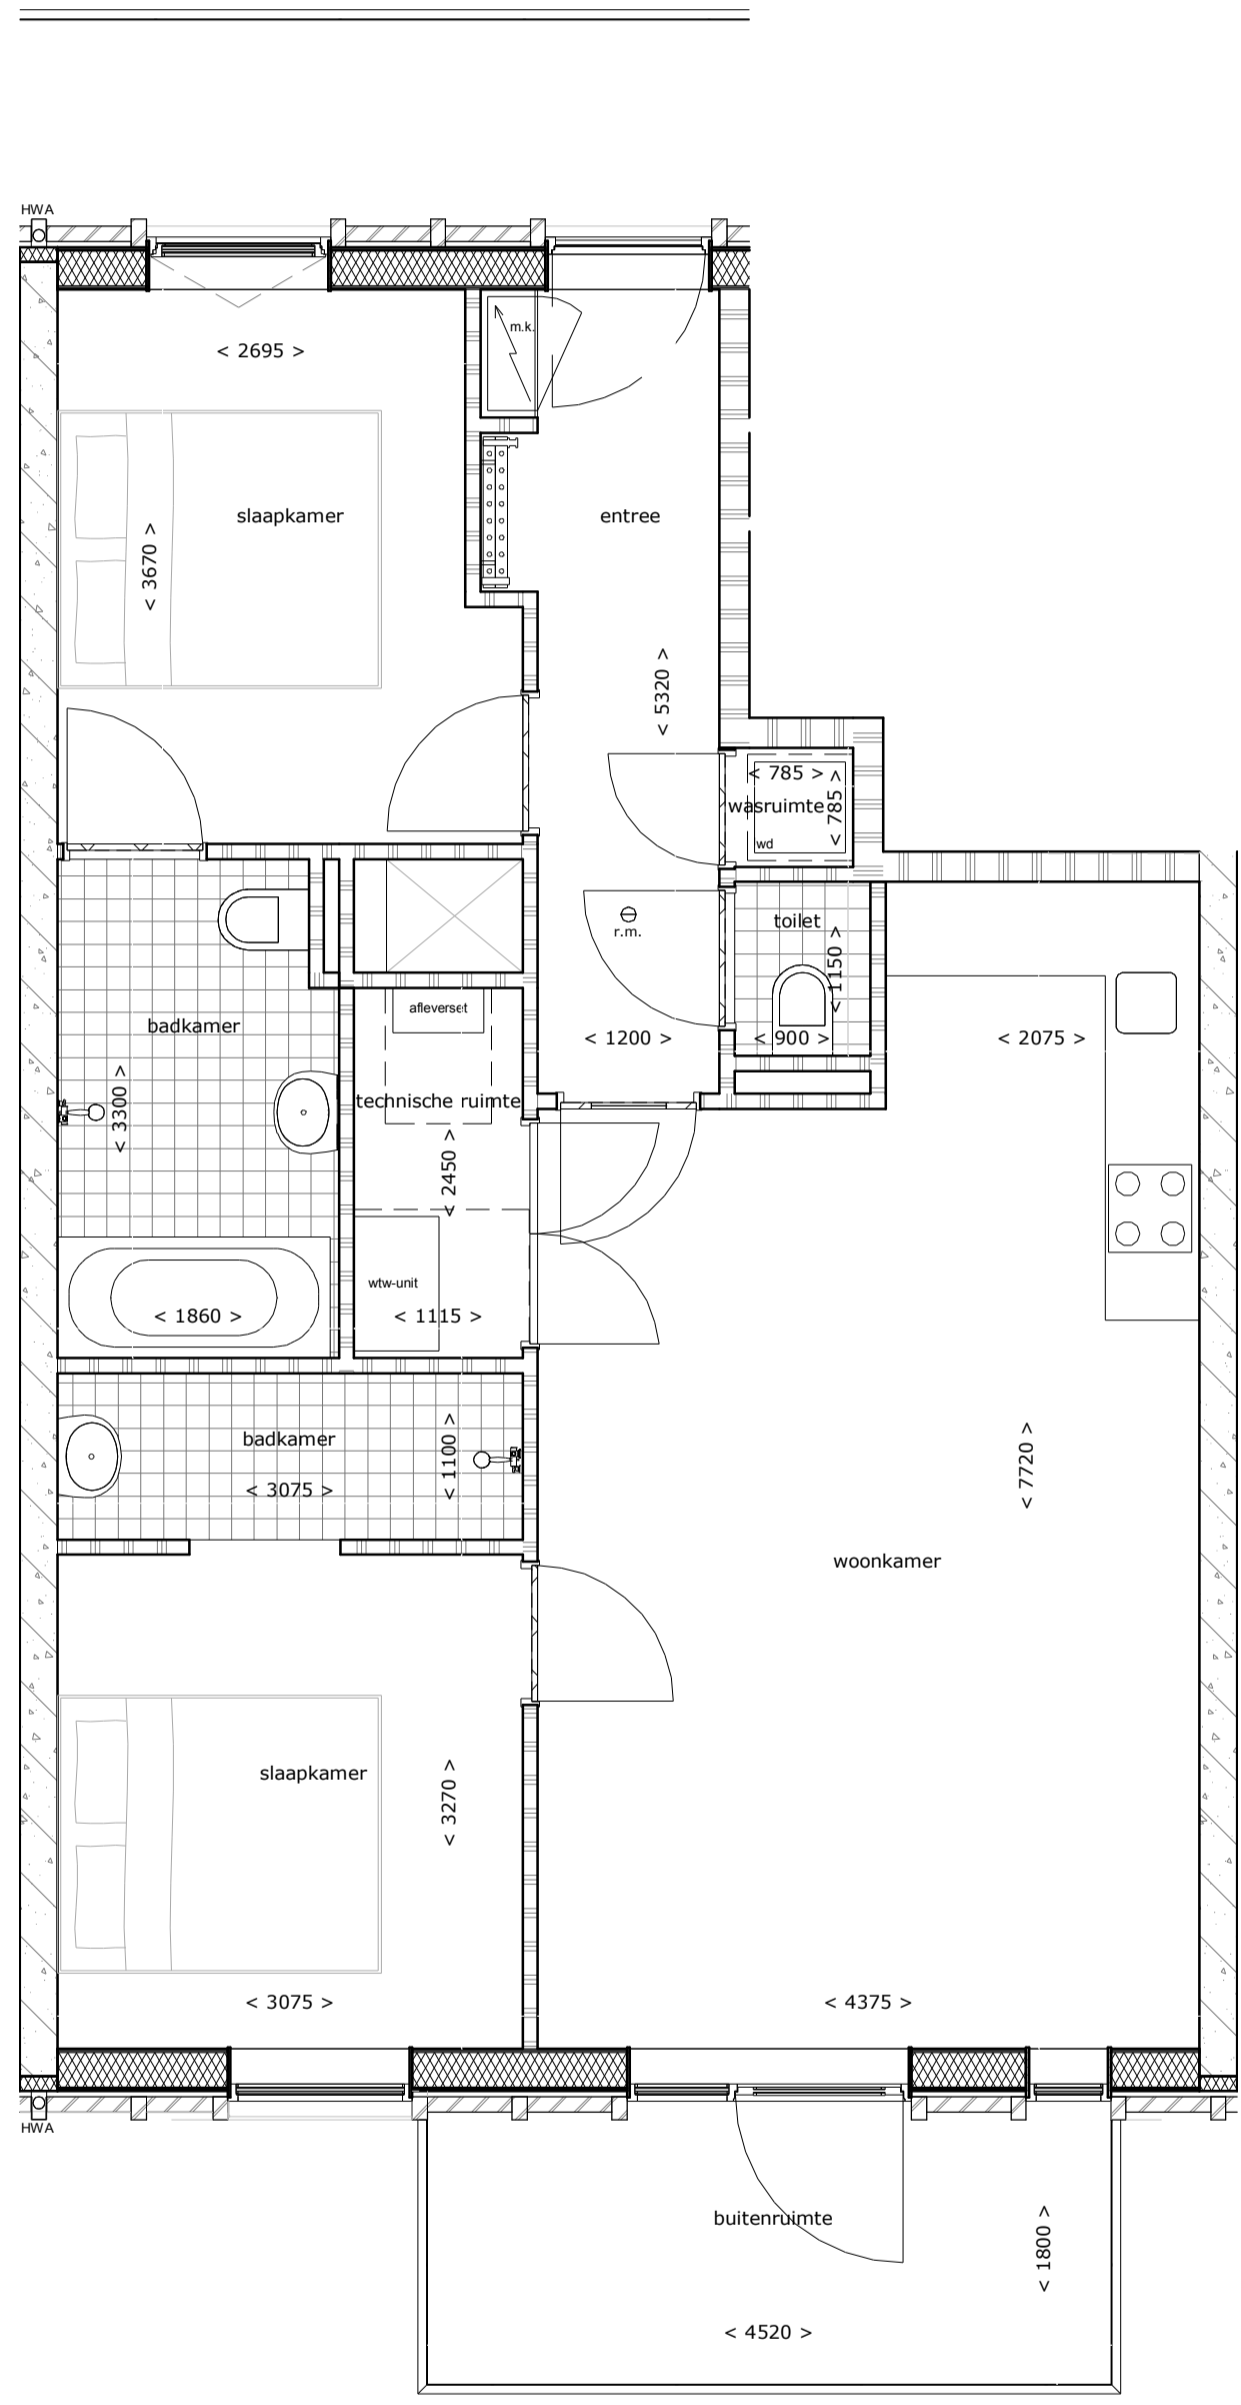 HWA
m.k.
< 2695 >
slaapkamer
entree
< 3670 >
< 5320 >
< 785 >
wasruimte
< 785 >
wd
r.m.
toilet
< 1150 >
afleverset
badkamer
< 1200 >
< 900 >
< 2075 >
technische ruimte
< 3300 >
< 2450 >
wtw-unit
< 1860 >
< 1115 >
badkamer
< 1100 >
< 3075 >
< 7720 >
woonkamer
slaapkamer
< 3270 >
< 3075 >
< 4375 >
HWA
buitenruimte
< 1800 >
< 4520 >